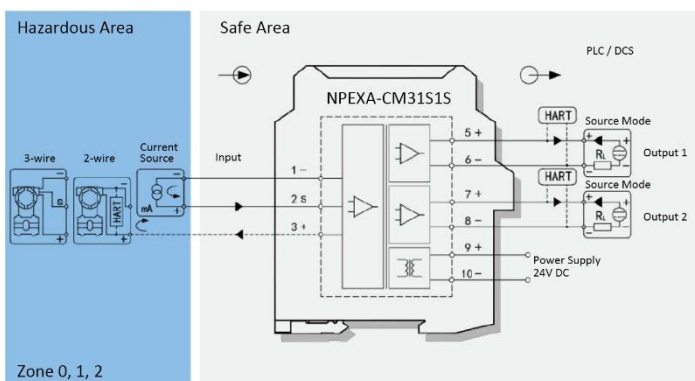 Hazardous Area
Safe Area
PLC / DCS
NPEXA-CM31S1S
HART
Source Mode
5 +
3-wire
2-wire
Current
Source
Input
+
+
RL
Output 1
6 -
-
HART
Source Mode
1 -
-
-
-
7 +
+
+
S
HART
mA
2 S
RL
Output 2
8 -
-
+
+
+
3 +
9 +
Power Supply
24V DC
10 -
Zone 0, 1, 2